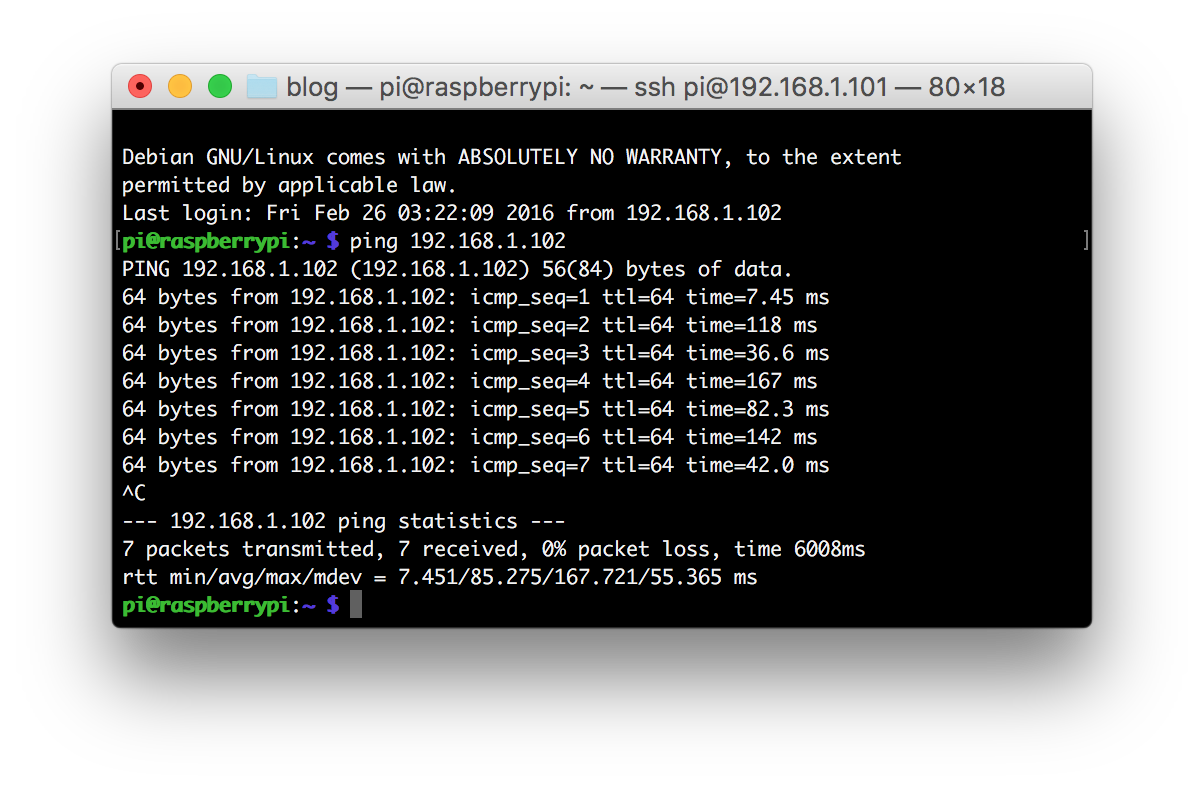 blog — pi@raspberrypi: ~ — ssh pi@192.168.1.101 — 80×18
Debian GNU/Linux comes with ABSOLUTELY NO WARRANTY, to the extent
permitted by applicable law.
Last login: Fri Feb 26 03:22:09 2016 from 192.168.1.102
[pi@raspberrypi:~ $ ping 192.168.1.102 ]
PING 192.168.1.102 (192.168.1.102) 56(84) bytes of data.
64 bytes from 192.168.1.102: icmp_seq=1 ttl=64 time=7.45 ms
64 bytes from 192.168.1.102: icmp_seq=2 ttl=64 time=118 ms
64 bytes from 192.168.1.102: icmp_seq=3 ttl=64 time=36.6 ms
64 bytes from 192.168.1.102: icmp_seq=4 ttl=64 time=167 ms
64 bytes from 192.168.1.102: icmp_seq=5 ttl=64 time=82.3 ms
64 bytes from 192.168.1.102: icmp_seq=6 ttl=64 time=142 ms
64 bytes from 192.168.1.102: icmp_seq=7 ttl=64 time=42.0 ms
^C
--- 192.168.1.102 ping statistics ---
7 packets transmitted, 7 received, 0% packet loss, time 6008ms
rtt min/avg/max/mdev = 7.451/85.275/167.721/55.365 ms
pi@raspberrypi:~ $